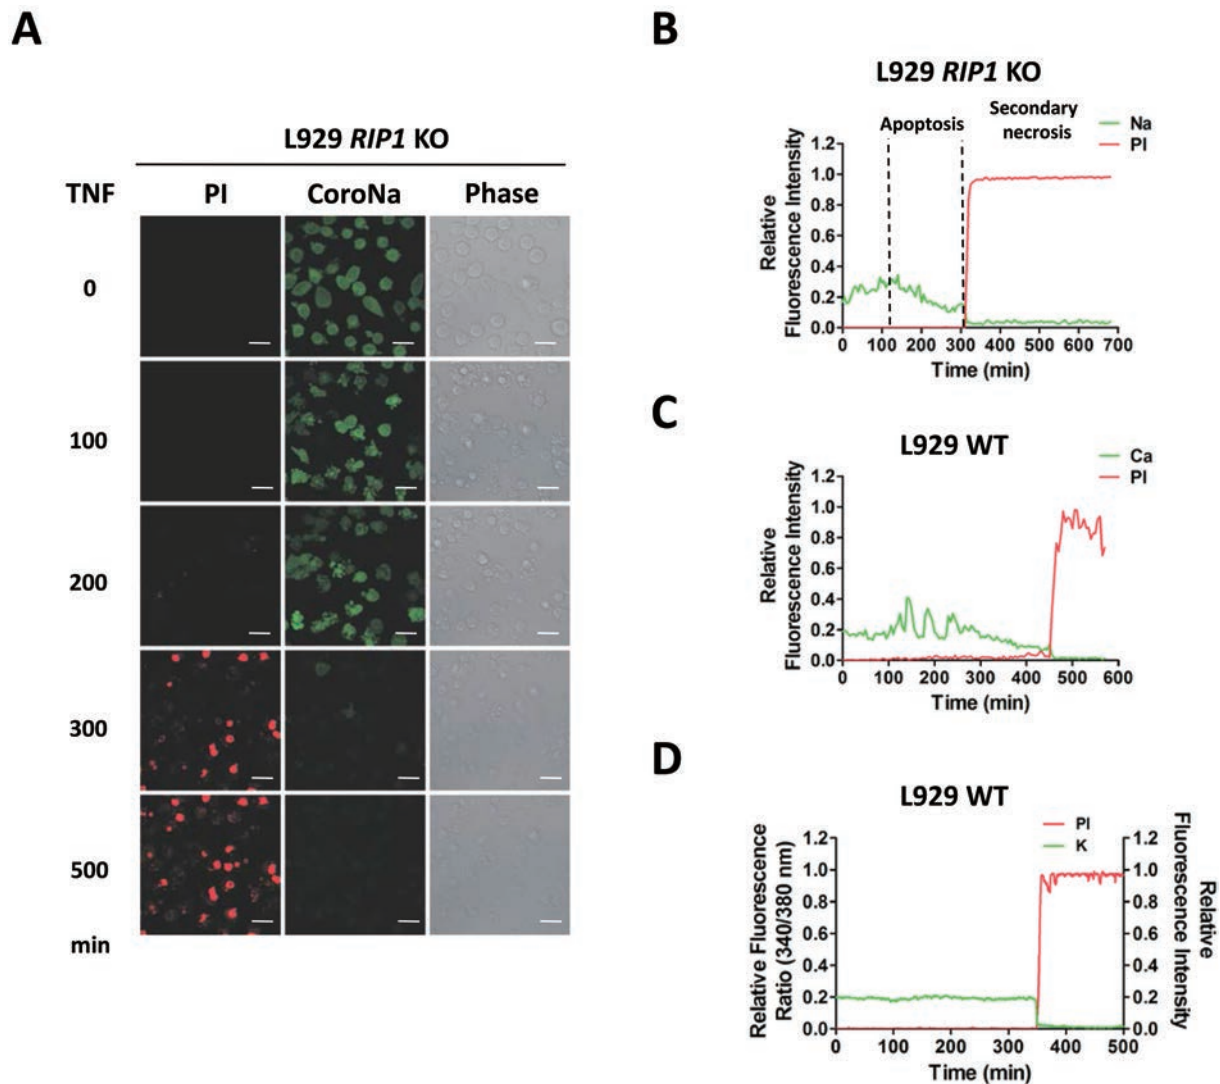 A
L929 RIP1 KO
TNF PI CoroNa Phase
0
100
200
300
500
min
B
L929 RIP1 KO
Apoptosis
Secondary
necrosis
Na
PI
Relative
Fluorescence Intensity
1.2
1.0
0.8
0.6
0.4
0.2
0.0
0 100 200 300 400 500 600 700
Time (min)
C
L929 WT
Ca
PI
Relative
Fluorescence Intensity
1.2
1.0
0.8
0.6
0.4
0.2
0.0
0 100 200 300 400 500 600
Time (min)
D
L929 WT
PI
K
Relative Fluorescence
Ratio (340/380 nm)
1.2
1.0
0.8
0.6
0.4
0.2
0.0
0 100 200 300 400 500
Time (min)
1.2
1.0
0.8
0.6
0.4
0.2
0.0
Relative
Fluorescence Intensity